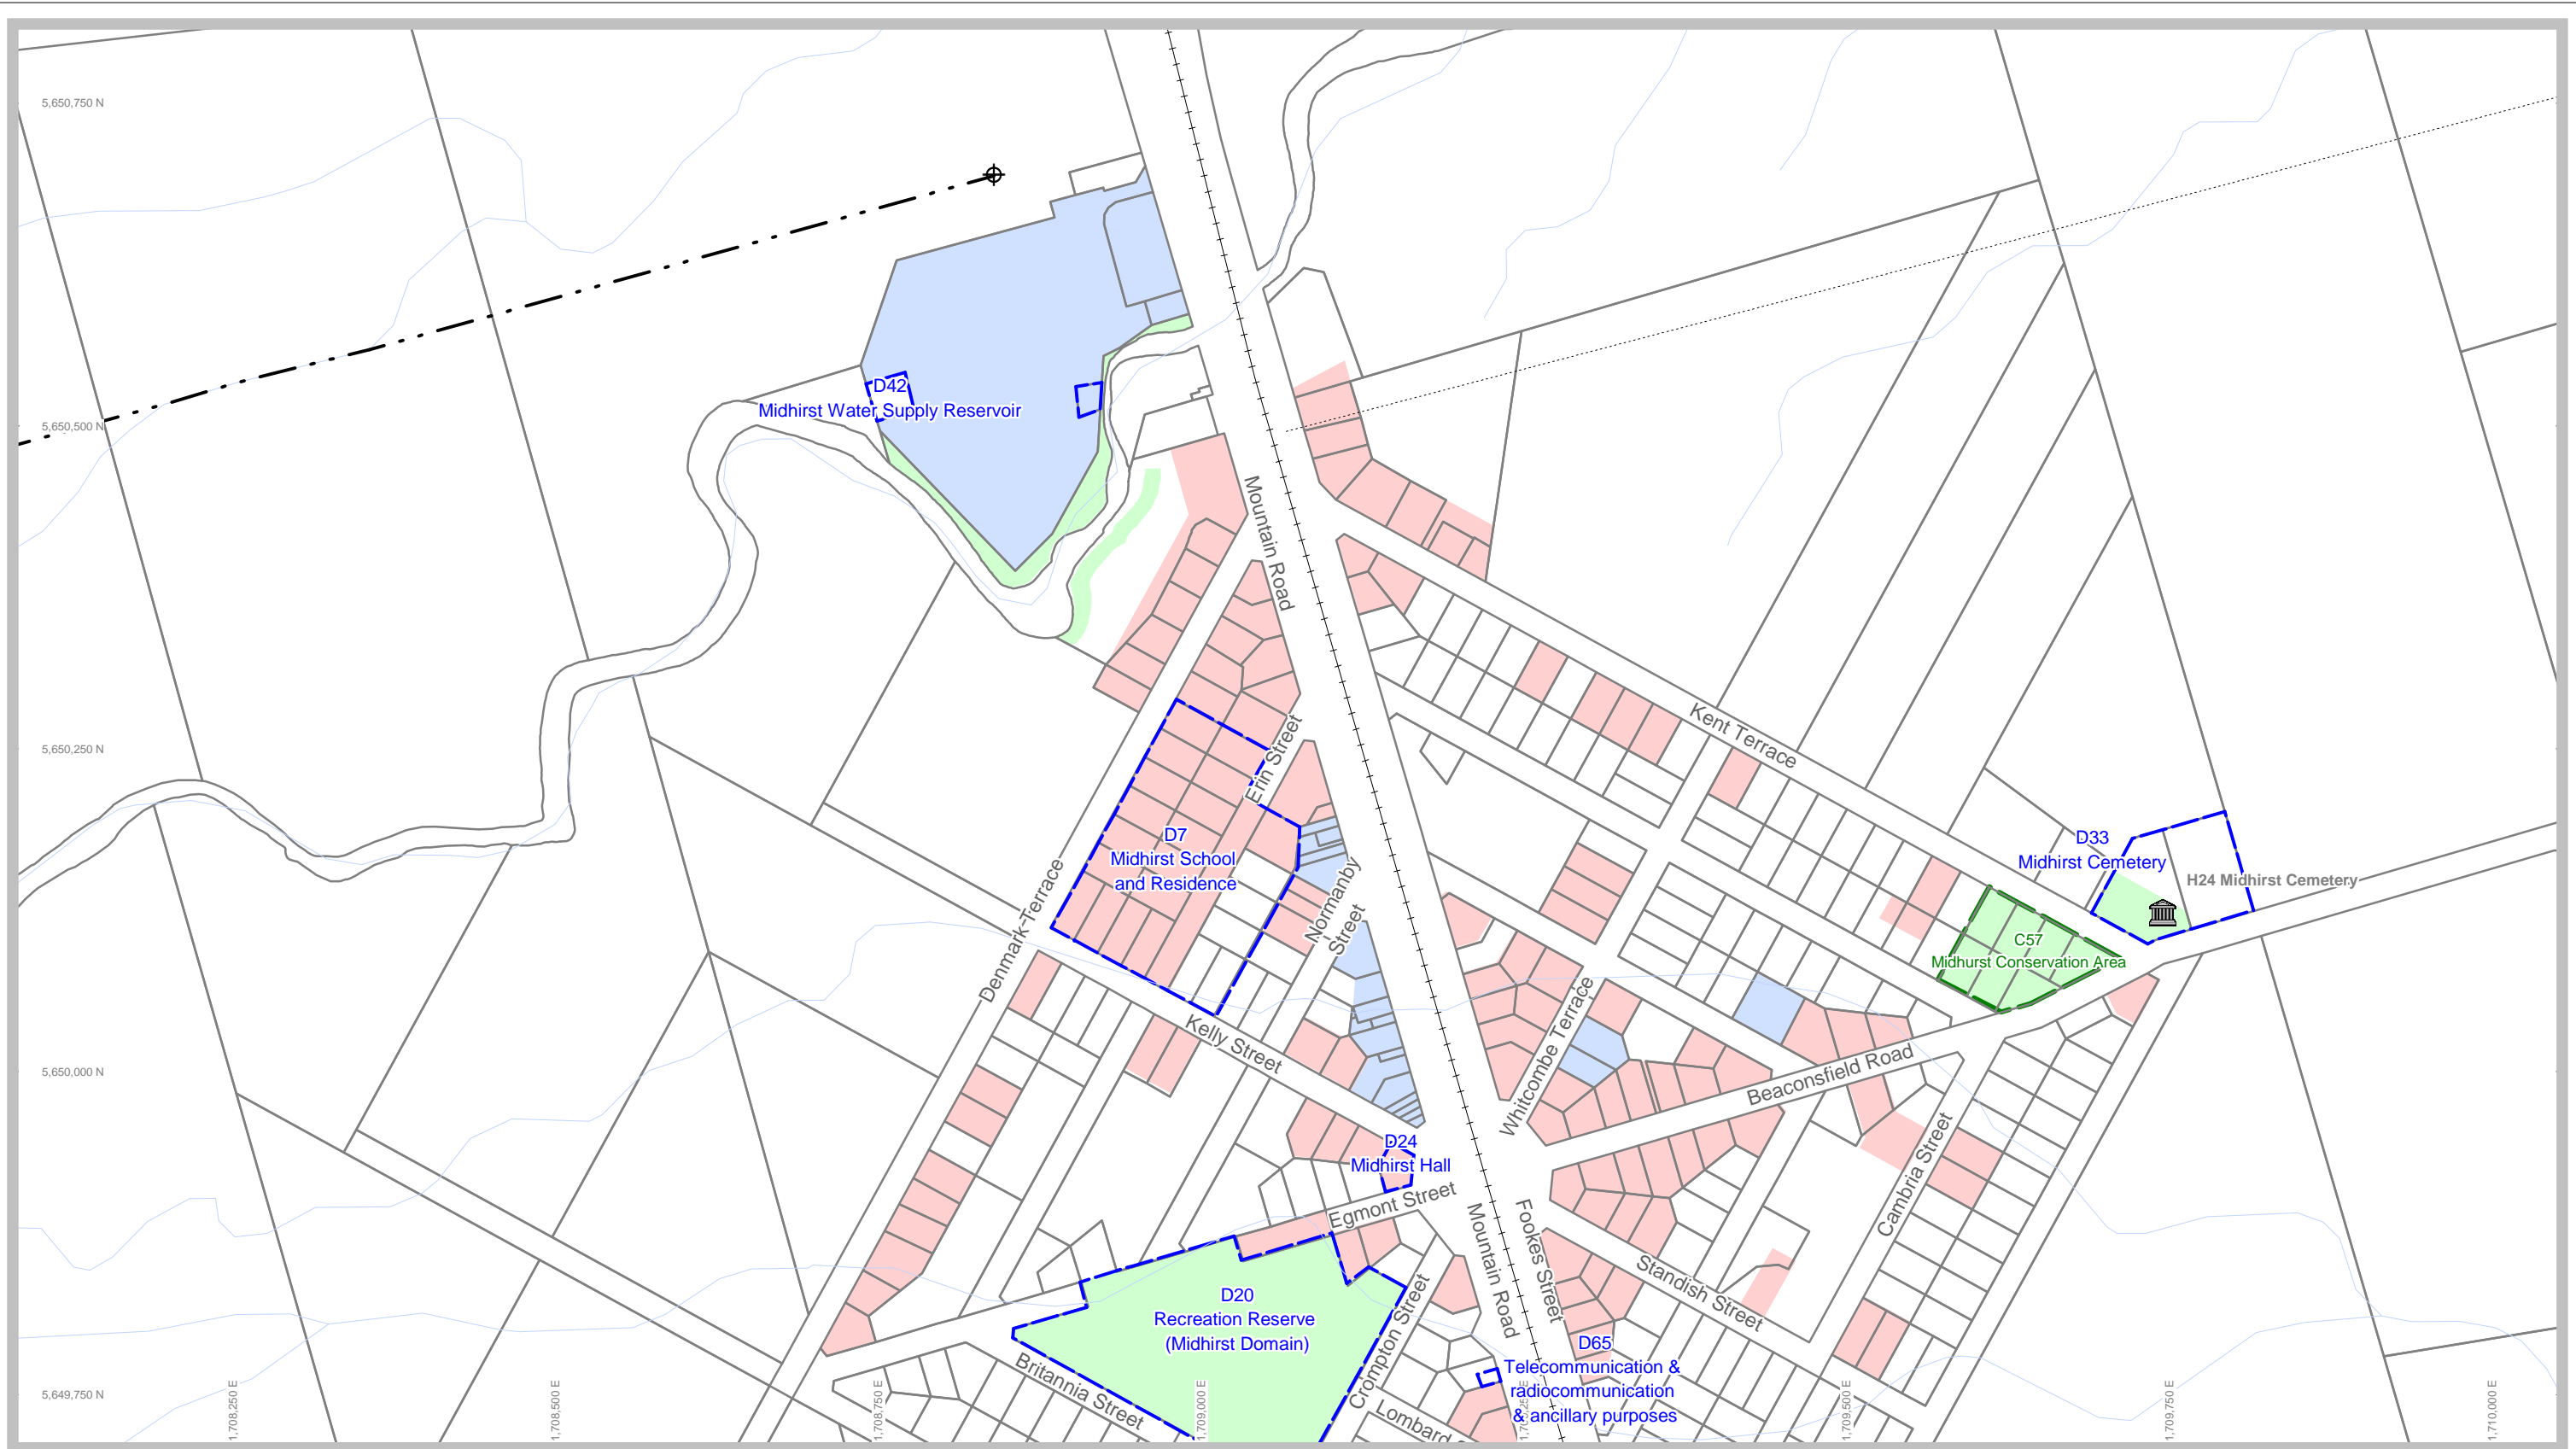 5,650,750 N
D42
Midhirst Water Supply Reservoir
5,650,500 N
Mountain Road
Kent Terrace
Erin Street
5,650,250 N
D7
Midhirst School
and Residence
D33
Midhirst Cemetery
H24 Midhirst Cemetery
Normanby
Street
Denmark Terrace
C57
Midhurst Conservation Area
Kelly Street
Whitcombe Terrace
Beaconsfield Road
5,650,000 N
D24
Midhirst Hall
Cambria Street
Egmont Street
Mountain Road
Fookes Street
Standish Street
D20
Recreation Reserve
(Midhirst Domain)
Crompton Street
D65
Telecommunication &
radiocommunication
& ancillary purposes
Britannia Street
Lombard
5,649,750 N
1,708,250 E
1,708,500 E
1,708,750 E
1,709,000 E
1,709,500 E
1,709,750 E
1,710,000 E